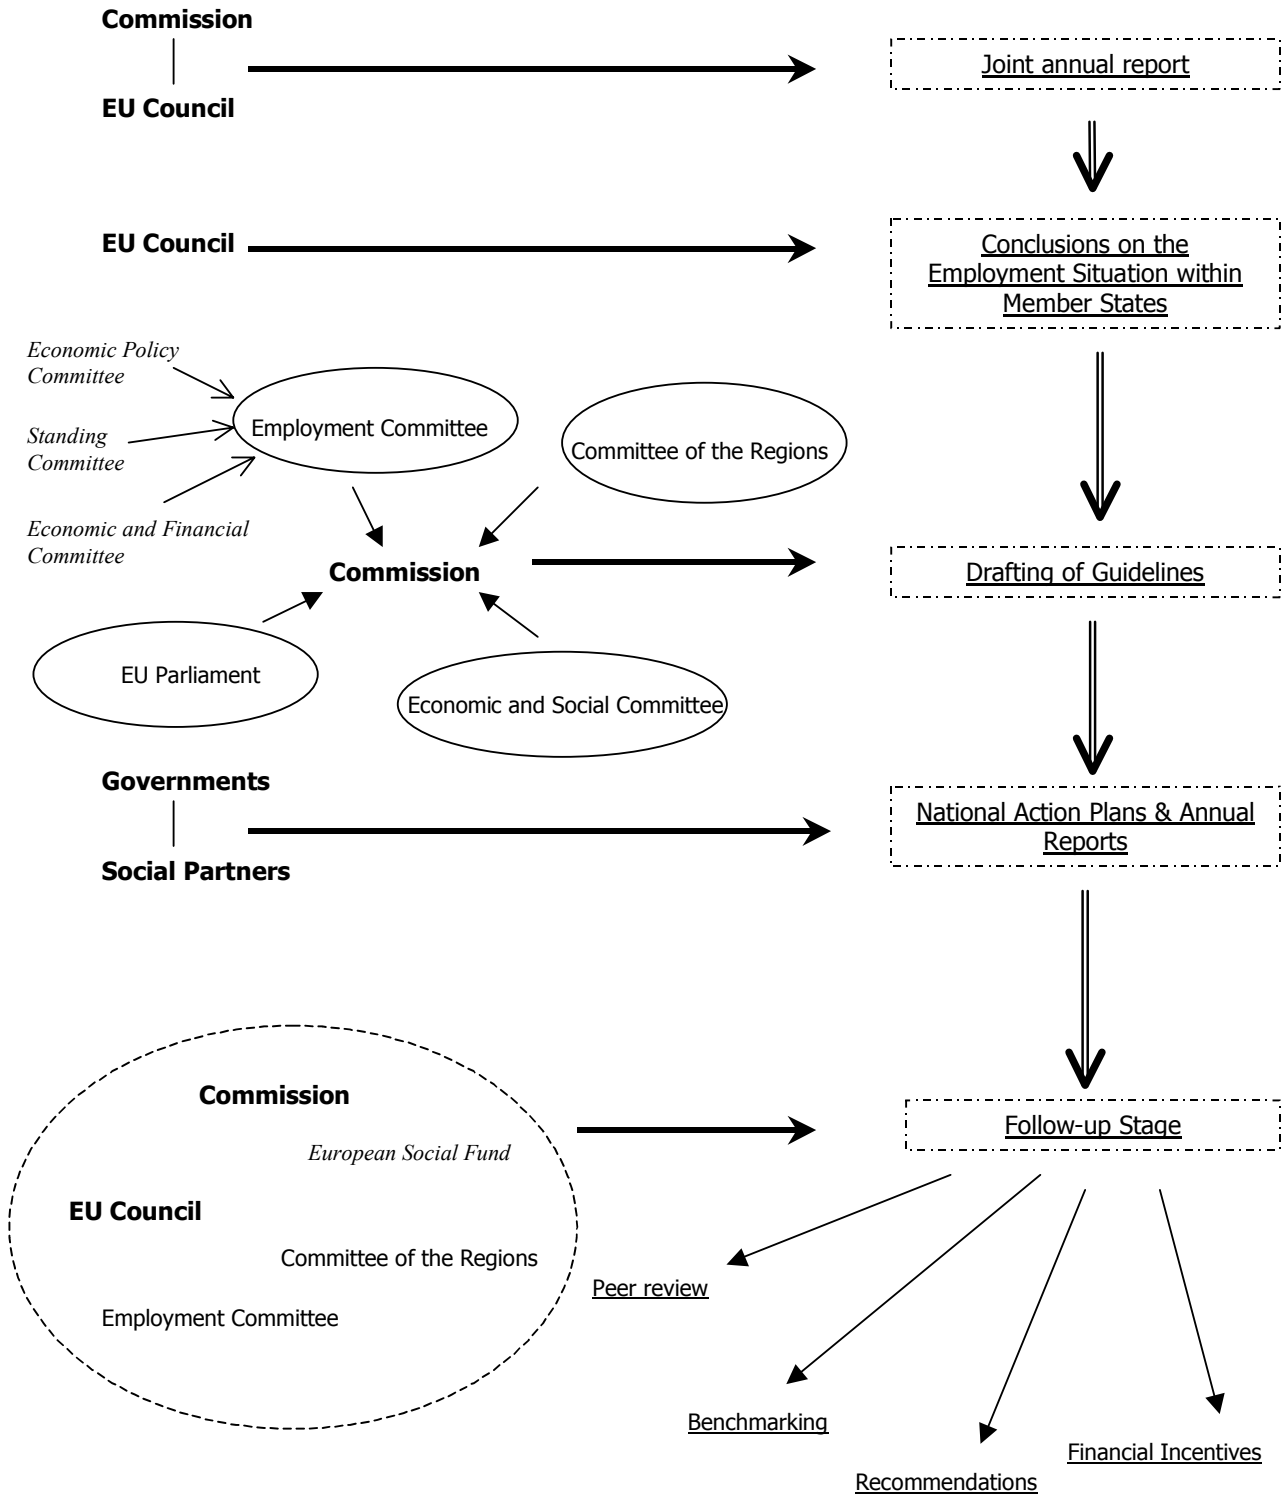 Commission
Joint annual report
EU Council
EU Council
Conclusions on the
Employment Situation within
Member States
Economic Policy
Committee
Employment Committee
Standing
Committee
Committee of the Regions
Economic and Financial
Committee
Commission
Drafting of Guidelines
EU Parliament
Economic and Social Committee
Governments
National Action Plans & Annual
Reports
Social Partners
Commission
European Social Fund
EU Council
Committee of the Regions
Employment Committee
Follow-up Stage
Peer review
Benchmarking
Recommendations
Financial Incentives